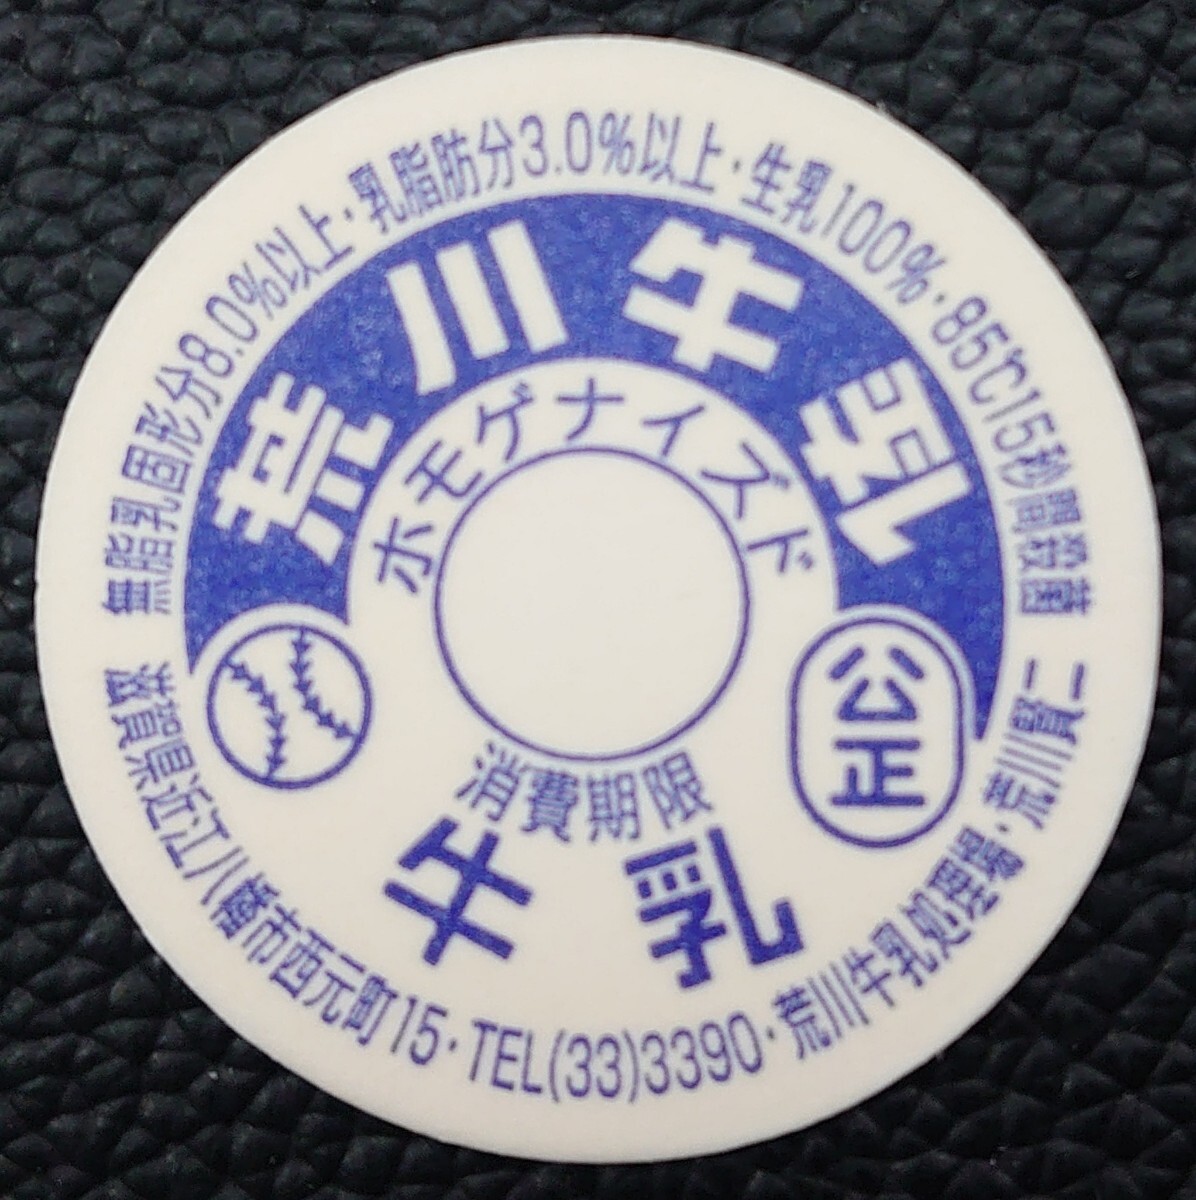 無脂乳固形分8.0%以上・乳脂肪分3.0%以上・生乳100%・85℃15秒間殺菌
荒川牛乳
ホモゲナイズド
公正
消費期限
牛乳
滋賀県近江八幡市西元町15・TEL(33)3390・荒川牛乳処理場・荒川賢二